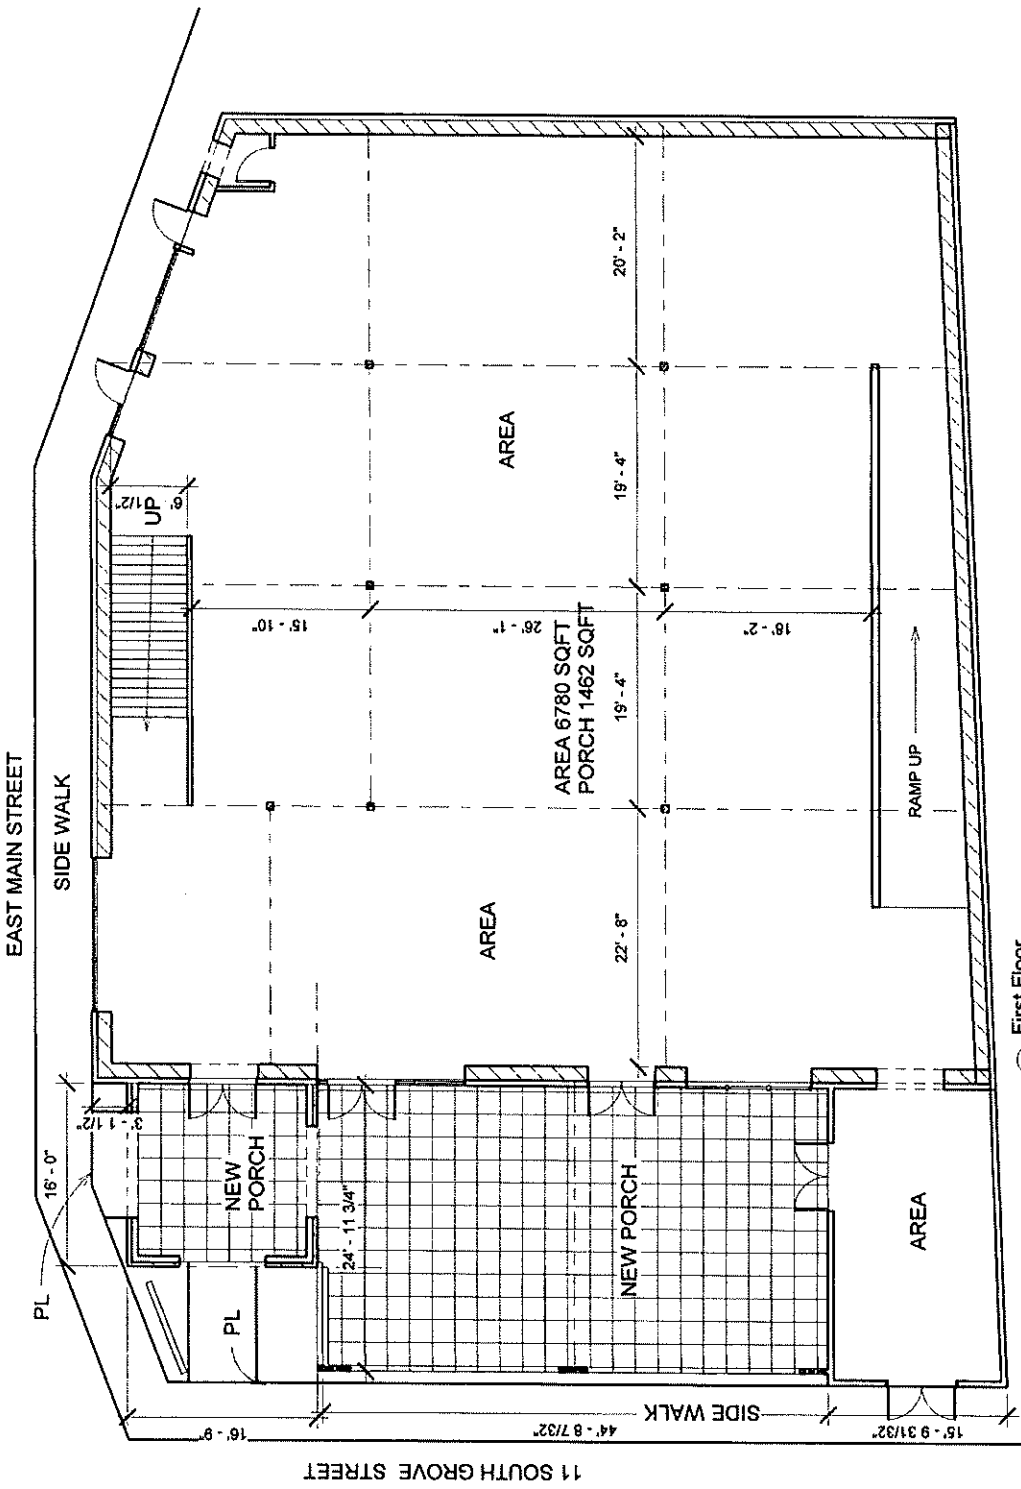 EAST MAIN STREET
SIDE WALK
PL
16' - 0"
3' - 1 1/2"
UP
6' - 1/2"
NEW
PORCH
24' - 11 3/4"
PL
NEW PORCH
AREA
AREA
AREA
AREA 6780 SQFT
PORCH 1462 SQFT
15' - 10"
26' - 1"
18' - 2"
22' - 8"
19' - 4"
19' - 4"
20' - 2"
RAMP UP
16' - 9"
44' - 8 7/32"
15' - 9 31/32"
SIDE WALK
11 SOUTH GROVE STREET
First Floor